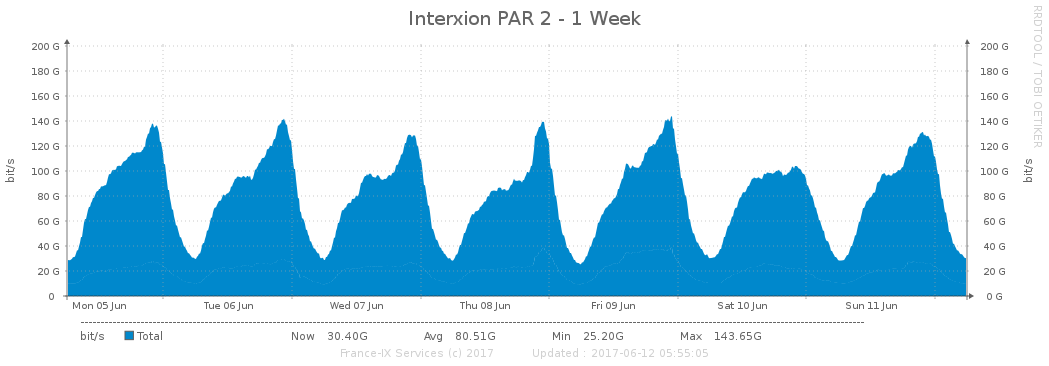 Interxion PAR 2 - 1 Week
RRDTOOL / TOBI OETIKER
200 G 200 G
180 G 180 G
160 G 160 G
140 G 140 G
120 G 120 G
100 G 100 G
80 G 80 G
60 G 60 G
40 G 40 G
20 G 20 G
0 0 G
bit/s bit/s
Mon 05 Jun Tue 06 Jun Wed 07 Jun Thu 08 Jun Fri 09 Jun Sat 10 Jun Sun 11 Jun
bit/s Total Now 30.40G Avg 80.51G Min 25.20G Max 143.65G
France-IX Services (c) 2017 Updated : 2017-06-12 05:55:05